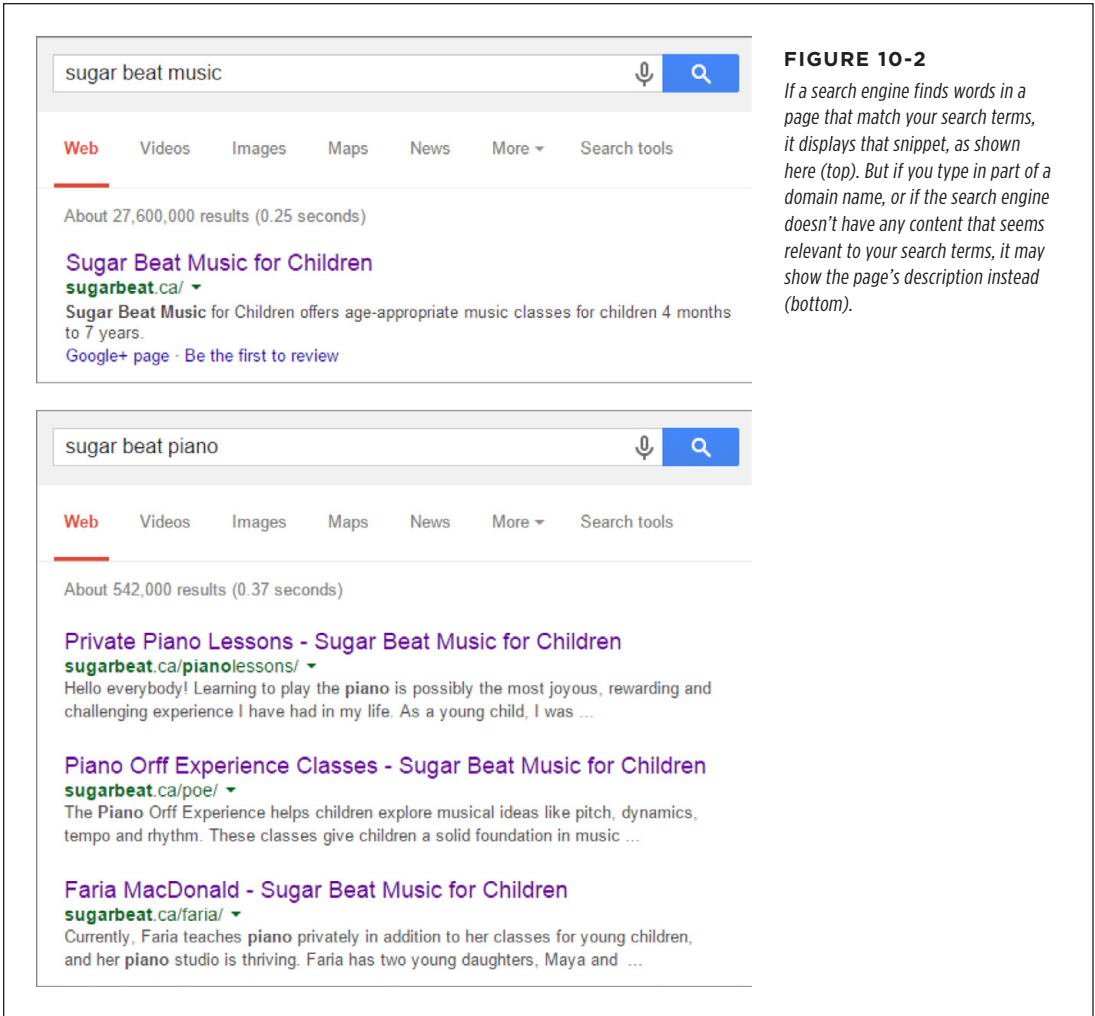 sugar beat music
Web Videos Images Maps News More Search tools
About 27,600,000 results (0.25 seconds)
Sugar Beat Music for Children
sugarbeat.ca/
Sugar Beat Music for Children offers age-appropriate music classes for children 4 months
to 7 years.
Google+ page · Be the first to review
sugar beat piano
Web Videos Images Maps News More Search tools
About 542,000 results (0.37 seconds)
Private Piano Lessons - Sugar Beat Music for Children
sugarbeat.ca/pianolessons/
Hello everybody! Learning to play the piano is possibly the most joyous, rewarding and
challenging experience I have had in my life. As a young child, I was ...
Piano Orff Experience Classes - Sugar Beat Music for Children
sugarbeat.ca/poe/
The Piano Orff Experience helps children explore musical ideas like pitch, dynamics,
tempo and rhythm. These classes give children a solid foundation in music ...
Faria MacDonald - Sugar Beat Music for Children
sugarbeat.ca/faria/
Currently, Faria teaches piano privately in addition to her classes for young children,
and her piano studio is thriving. Faria has two young daughters, Maya and ...
FIGURE 10-2
If a search engine finds words in a
page that match your search terms,
it displays that snippet, as shown
here (top). But if you type in part of a
domain name, or if the search engine
doesn't have any content that seems
relevant to your search terms, it may
show the page's description instead
(bottom).